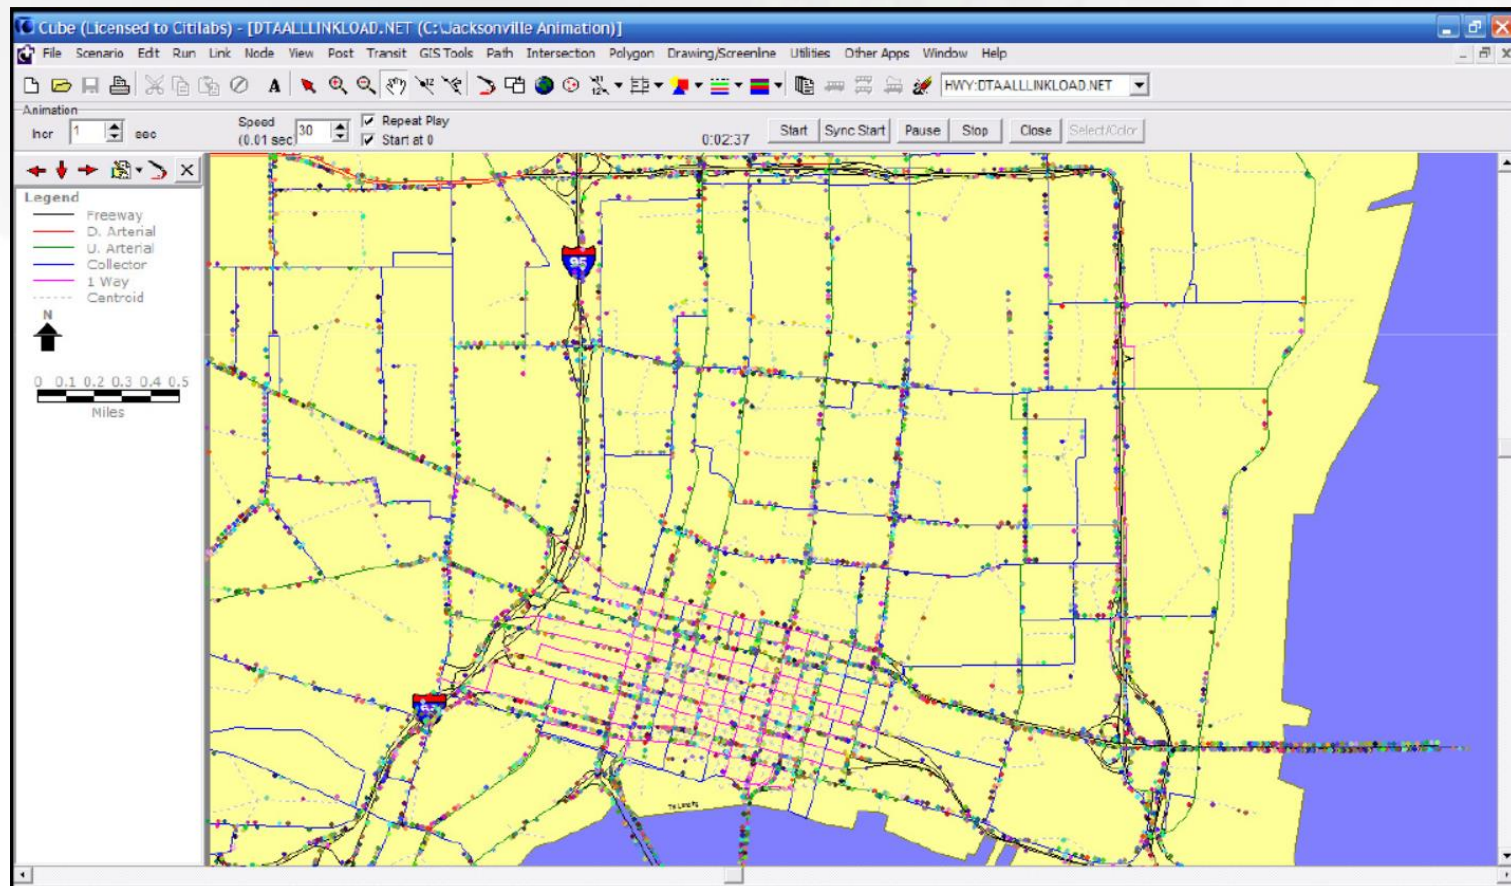 Cube (Licensed to Citilabs) - [DTAALLLINKLOAD.NET (C:\Jacksonville Animation)]
File Scenario Edit Run Link Node View Post Transit GIS Tools Path Intersection Polygon Drawing/Screenline Utilities Other Apps Window Help
HWY:DTAALLLINKLOAD.NET
Animation
Incr 1 sec
Speed
(0.01 sec) 30
Repeat Play
Start at 0
0:02:37
Start Sync Start Pause Stop Close Select/Color
Legend
Freeway
D. Arterial
U. Arterial
Collector
1 Way
Centroid
N
0 0.1 0.2 0.3 0.4 0.5
Miles
95